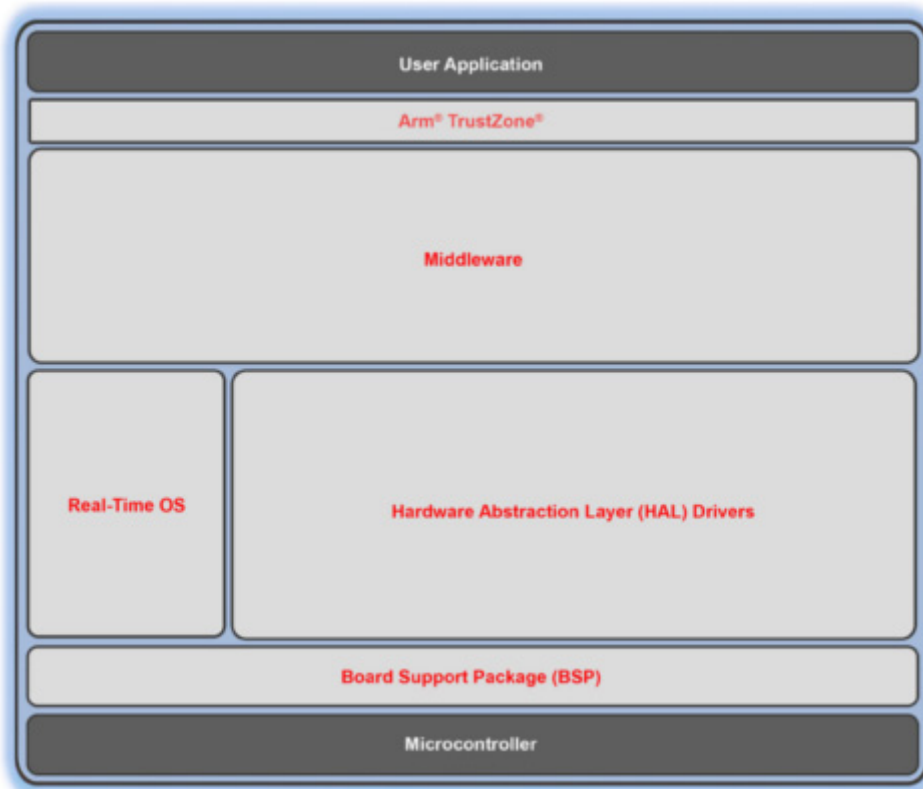 User Application
Arm® TrustZone®
Middleware
Real-Time OS
Hardware Abstraction Layer (HAL) Drivers
Board Support Package (BSP)
Microcontroller